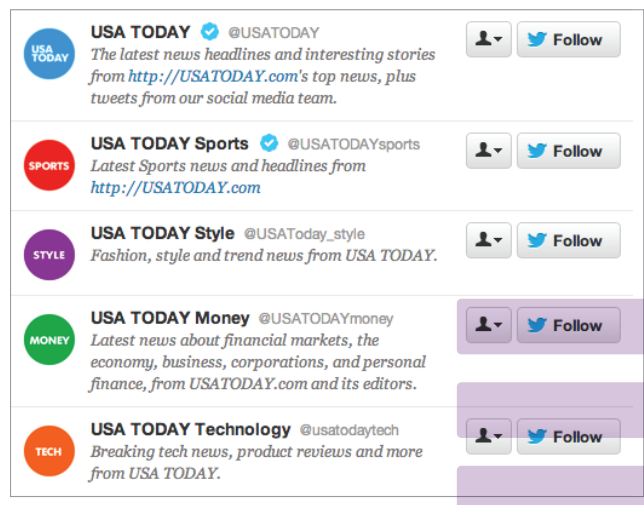 USA TODAY @USATODAY
USA TODAY
The latest news headlines and interesting stories
from http://USATODAY.com's top news, plus
tweets from our social media team.
Follow
USA TODAY Sports @USATODAYsports
SPORTS
Latest Sports news and headlines from
http://USATODAY.com
Follow
USA TODAY Style @USAToday_style
STYLE
Fashion, style and trend news from USA TODAY.
Follow
USA TODAY Money @USATODAYmoney
MONEY
Latest news about financial markets, the
economy, business, corporations, and personal
finance, from USATODAY.com and its editors.
Follow
USA TODAY Technology @usatodaytech
TECH
Breaking tech news, product reviews and more
from USA TODAY.
Follow